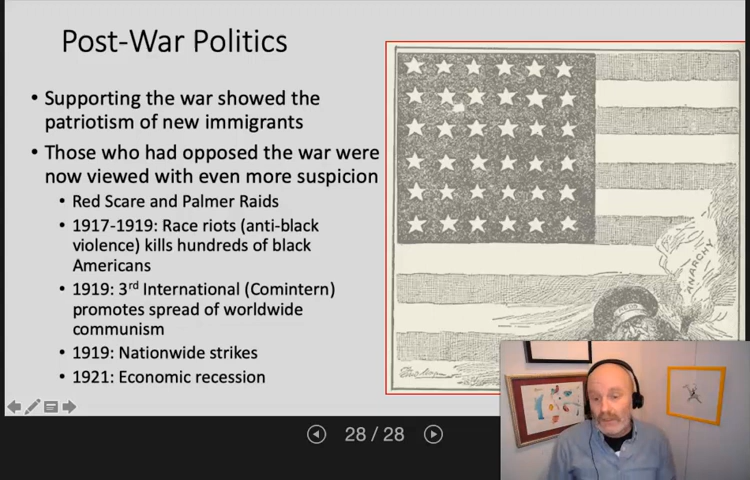 Post-War Politics
• Supporting the war showed the
patriotism of new immigrants
• Those who had opposed the war were
now viewed with even more suspicion
• Red Scare and Palmer Raids
• 1917-1919: Race riots (anti-black
violence) kills hundreds of black
Americans
• 1919: 3rd International (Comintern)
promotes spread of worldwide
communism
• 1919: Nationwide strikes
• 1921: Economic recession
ANARCHY
28 / 28